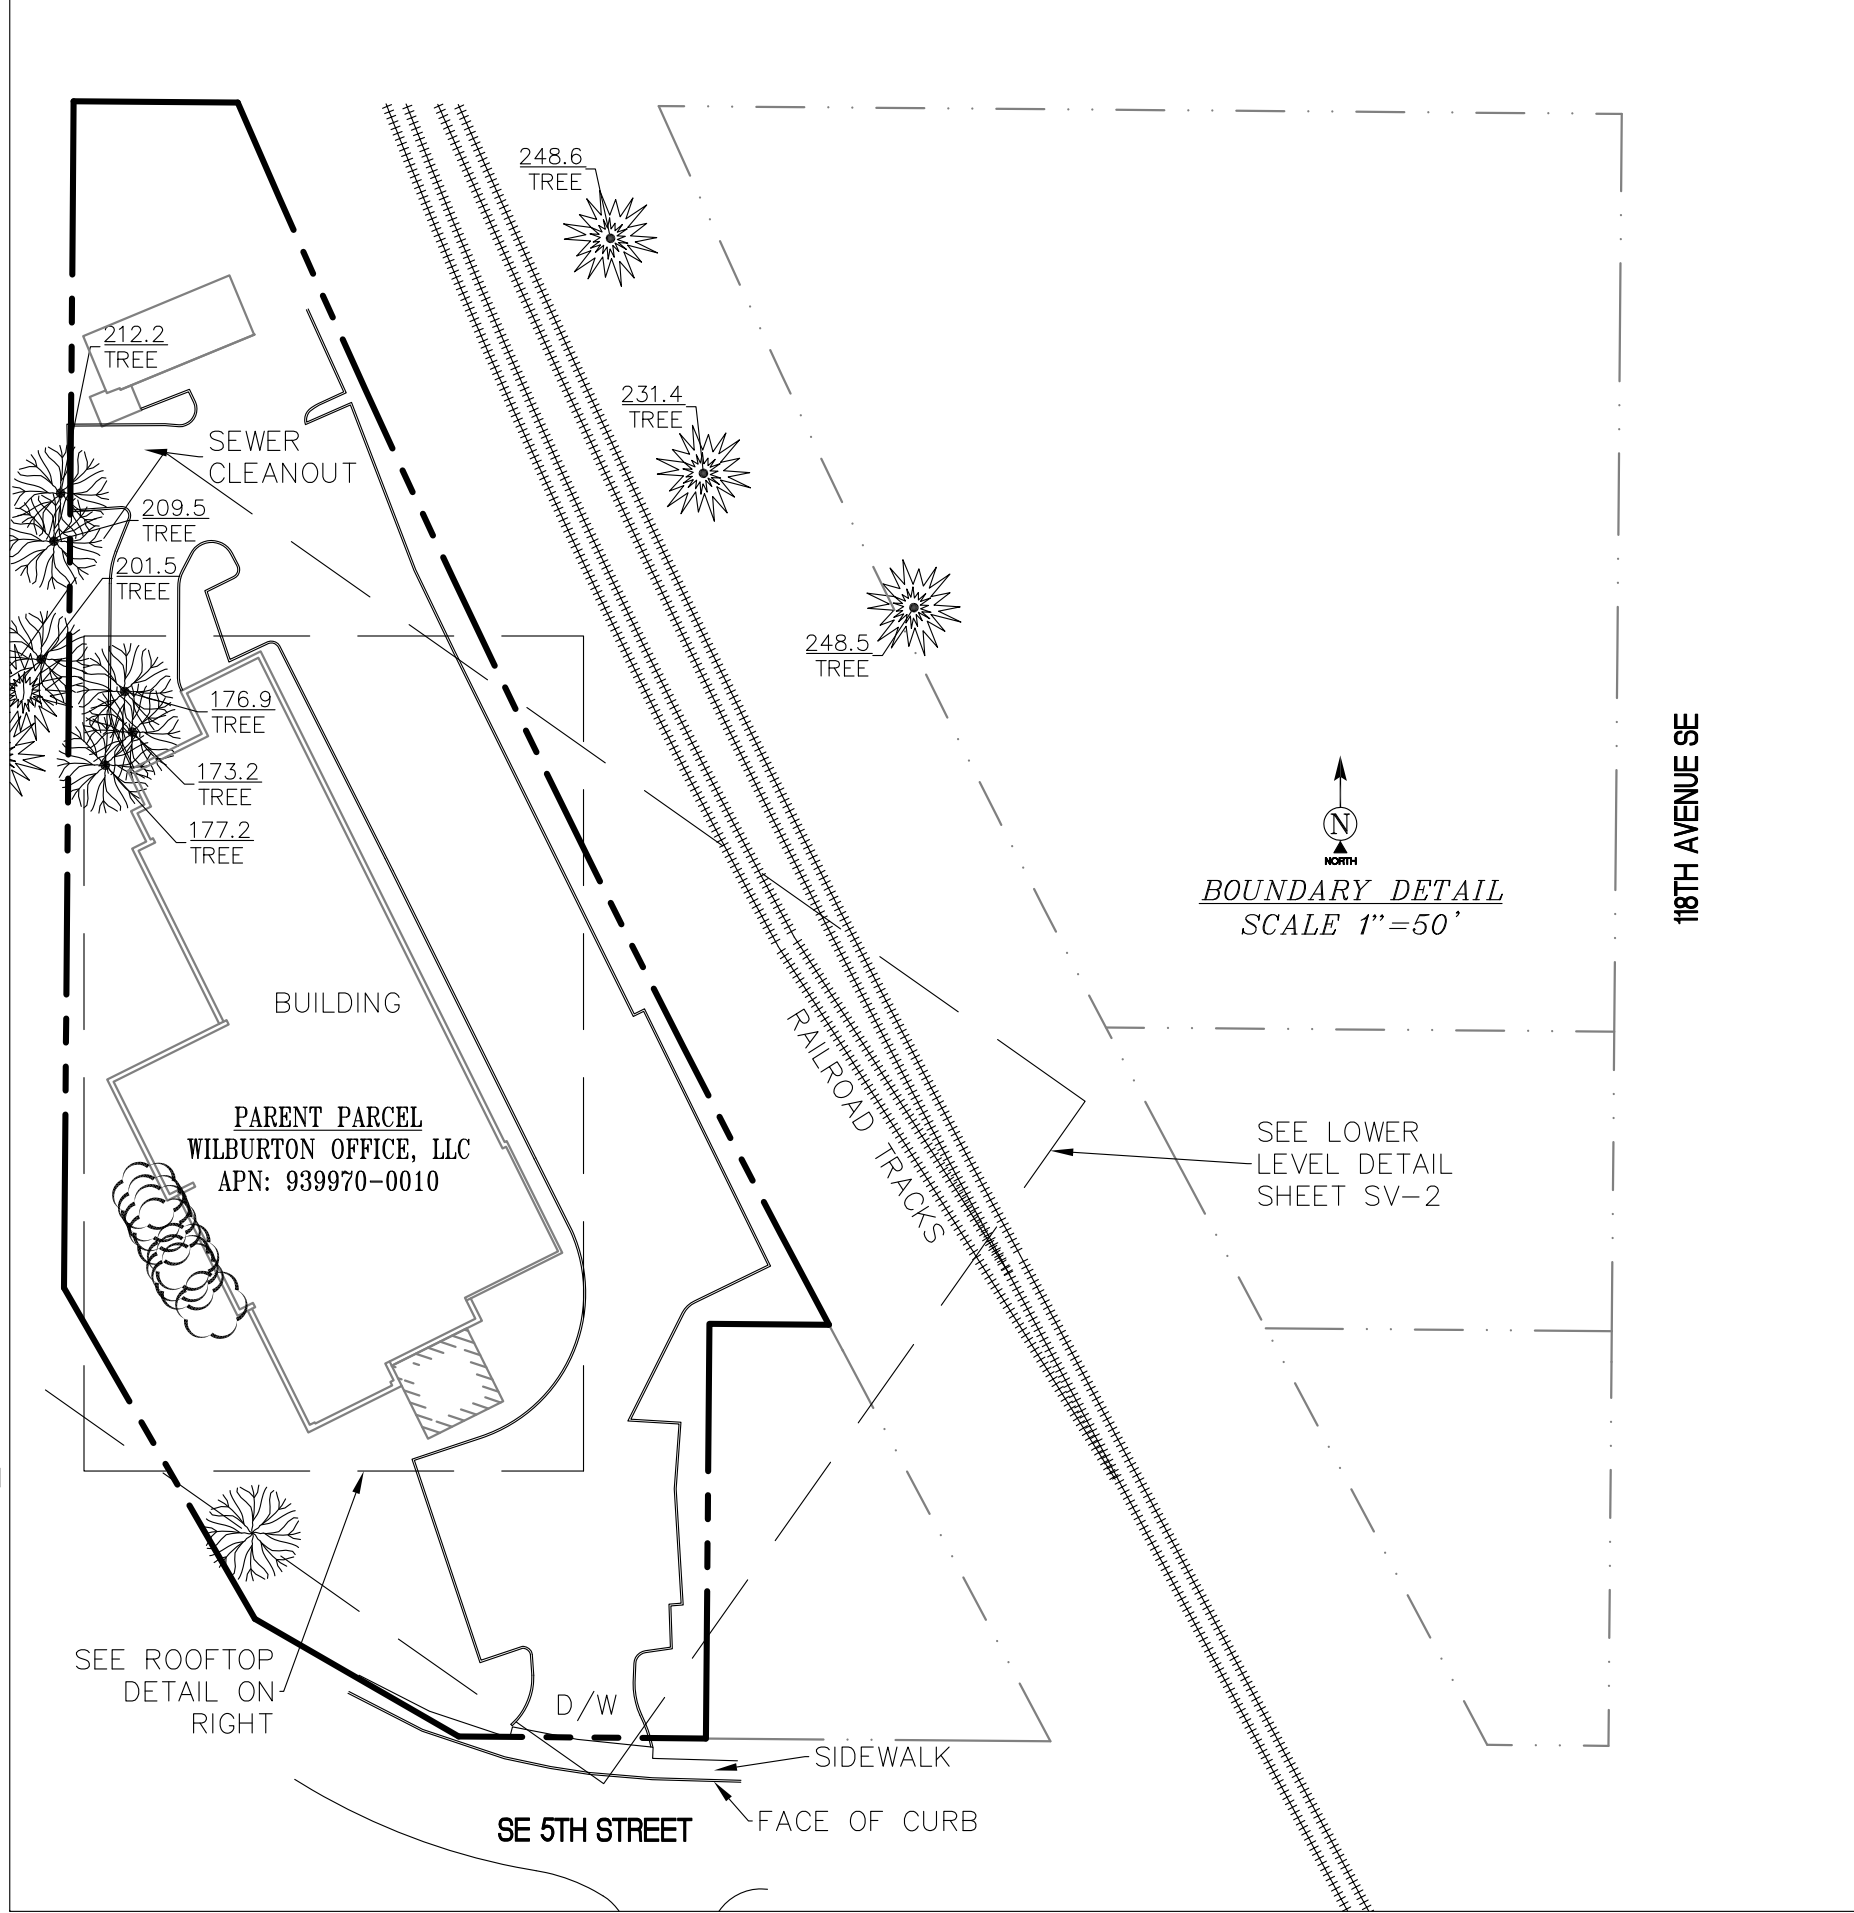 248.6
TREE
212.2
TREE
231.4
TREE
SEWER
CLEANOUT
209.5
TREE
201.5
TREE
248.5
TREE
176.9
TREE
173.2
TREE
177.2
TREE
118TH AVENUE SE
N
NORTH
BOUNDARY DETAIL
SCALE 1"=50'
BUILDING
RAILROAD TRACKS
PARENT PARCEL
WILBURTON OFFICE, LLC
APN: 939970-0010
SEE LOWER
LEVEL DETAIL
SHEET SV-2
SEE ROOFTOP
DETAIL ON
RIGHT
D/W
SIDEWALK
FACE OF CURB
SE 5TH STREET